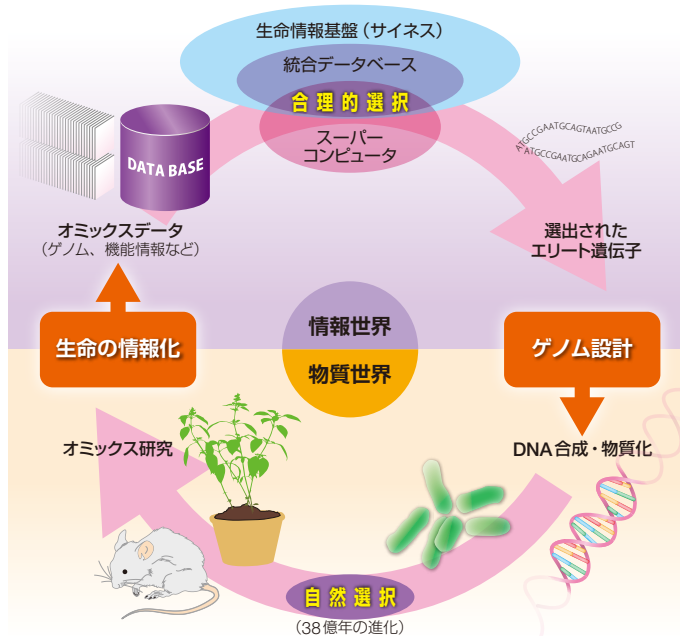 生命情報基盤（サイネス）
統合データベース
合理的選択
スーパー
コンピュータ
DATA BASE
ATGCCGAATGCAGTAATGCCG
ATGCCGAATGCAGAATGCAGT
オミックスデータ
（ゲノム、機能情報など）
選出された
エリート遺伝子
生命の情報化
情報世界
物質世界
ゲノム設計
オミックス研究
DNA合成・物質化
自然選択
（38億年の進化）